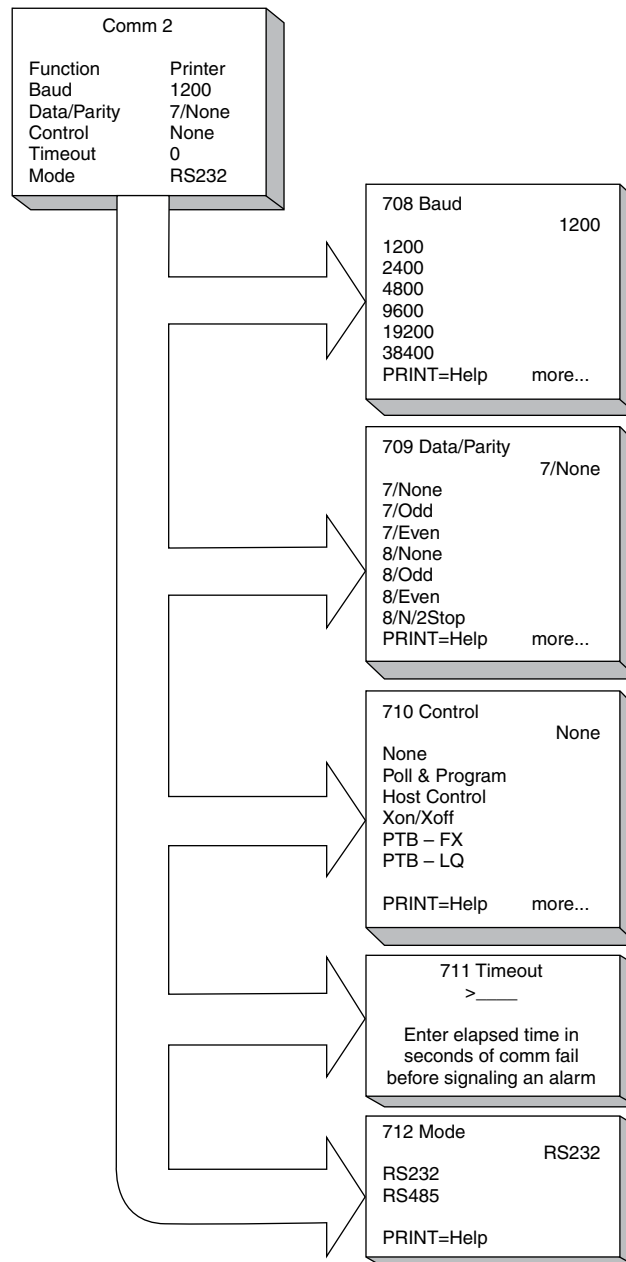 Comm 2
Function Printer
Baud 1200
Data/Parity 7/None
Control None
Timeout 0
Mode RS232
708 Baud
1200
1200
2400
4800
9600
19200
38400
PRINT=Help more...
709 Data/Parity
7/None
7/None
7/Odd
7/Even
8/None
8/Odd
8/Even
8/N/2Stop
PRINT=Help more...
710 Control
None
None
Poll & Program
Host Control
Xon/Xoff
PTB – FX
PTB – LQ
PRINT=Help more...
711 Timeout
>____
Enter elapsed time in
seconds of comm fail
before signaling an alarm
712 Mode
RS232
RS232
RS485
PRINT=Help